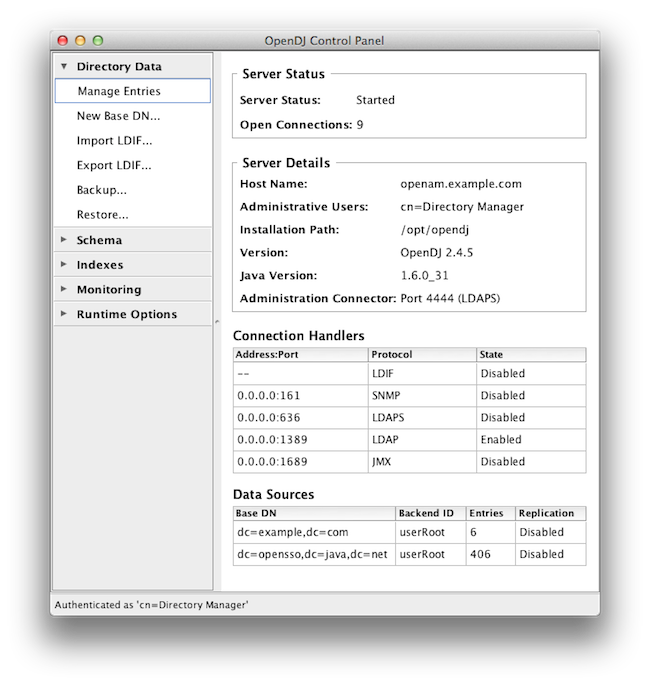 OpenDJ Control Panel
Directory Data
Manage Entries
New Base DN...
Import LDIF...
Export LDIF...
Backup...
Restore...
Schema
Indexes
Monitoring
Runtime Options
Server Status
Server Status: Started
Open Connections: 9
Server Details
Host Name: openam.example.com
Administrative Users: cn=Directory Manager
Installation Path: /opt/opendj
Version: OpenDJ 2.4.5
Java Version: 1.6.0_31
Administration Connector: Port 4444 (LDAPS)
Connection Handlers
Address:Port Protocol State
-- LDIF Disabled
0.0.0.0:161 SNMP Disabled
0.0.0.0:636 LDAPS Disabled
0.0.0.0:1389 LDAP Enabled
0.0.0.0:1689 JMX Disabled
Data Sources
Base DN Backend ID Entries Replication
dc=example,dc=com userRoot 6 Disabled
dc=opensso,dc=java,dc=net userRoot 406 Disabled
Authenticated as 'cn=Directory Manager'